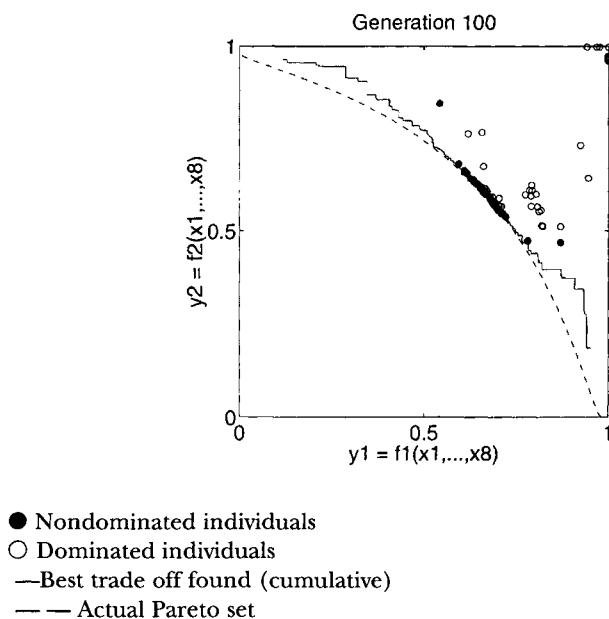 Generation 100
1
0.5
0
y2 = f2(x1,...,x8)
0
0.5
1
y1 = f1(x1,...,x8)
Nondominated individuals
Dominated individuals
Best trade off found (cumulative)
Actual Pareto set